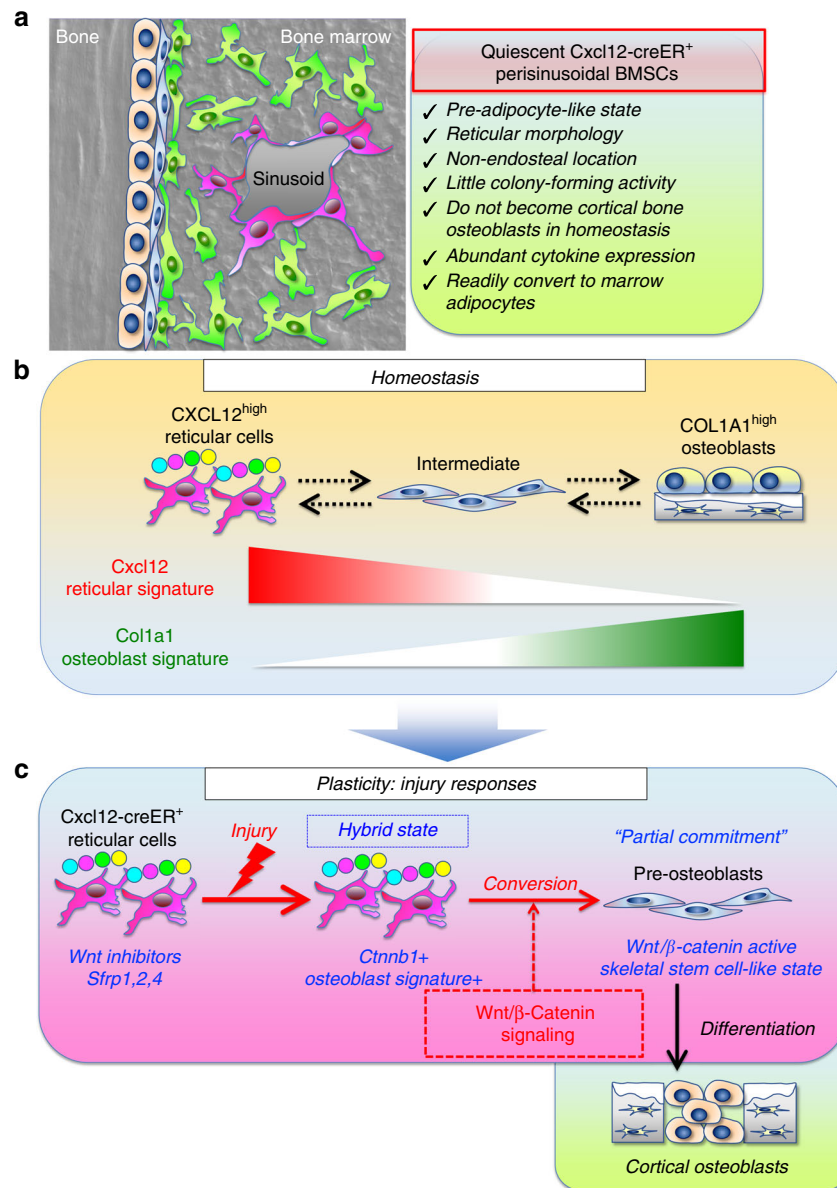 a
Bone
Bone marrow
Sinusoid
Quiescent Cxcl12-creER⁺
perisinusoidal BMSCs
✓ Pre-adipocyte-like state
✓ Reticular morphology
✓ Non-endosteal location
✓ Little colony-forming activity
✓ Do not become cortical bone
osteoblasts in homeostasis
✓ Abundant cytokine expression
✓ Readily convert to marrow
adipocytes
b
Homeostasis
CXCL12ʰⁱᵍʰ
reticular cells
Intermediate
COL1A1ʰⁱᵍʰ
osteoblasts
Cxcl12
reticular signature
Col1a1
osteoblast signature
c
Plasticity: injury responses
Cxcl12-creER⁺
reticular cells
Injury
Hybrid state
Conversion
“Partial commitment”
Pre-osteoblasts
Wnt inhibitors
Sfrp1,2,4
Ctnnb1+
osteoblast signature+
Wnt/β-catenin active
skeletal stem cell-like state
Wnt/β-Catenin
signaling
Differentiation
Cortical osteoblasts